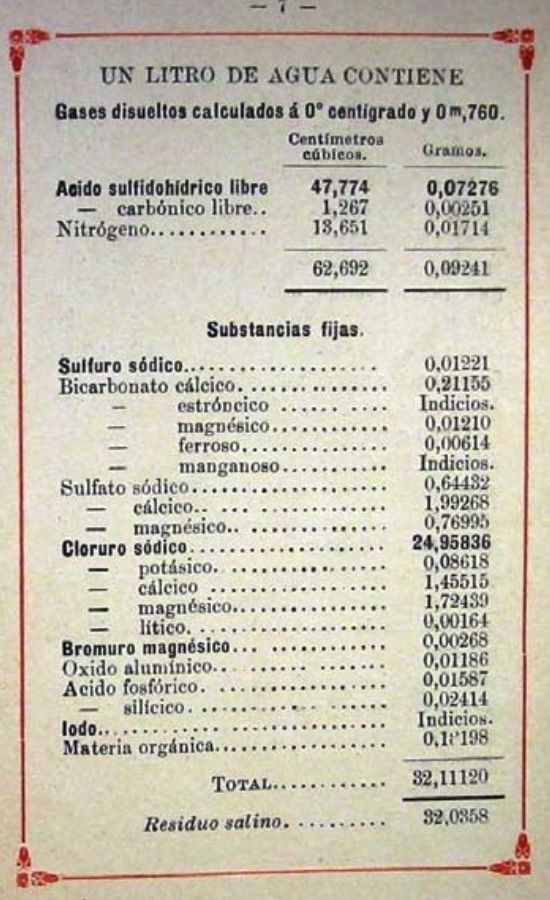 — 7 —
UN LITRO DE AGUA CONTIENE
Gases disueltos calculados á 0° centígrado y 0m,760.
Centímetros cúbicos. Gramos.
Acido sulfidohídrico libre 47,774 0,07276
— carbónico libre.. 1,267 0,00251
Nitrógeno............ 13,651 0,01714
62,692 0,09241
Substancias fijas.
Sulfuro sódico.................... 0,01221
Bicarbonato cálcico. .............. 0,21155
— estróncico ...... .... Indicios.
— magnésico............ 0,01210
— ferroso............... 0,00614
— manganoso........... Indicios.
Sulfato sódico.................... 0,64432
— cálcico.. ... ............. 1,99268
— magnésico.. .............. 0,76995
Cloruro sódico.................... 24,95836
— potásico. ................ 0,08618
— cálcico .................. 1,45515
— magnésico................ 1,72439
— lítico. ................... 0,00164
Bromuro magnésico... ............ 0,00268
Oxido alumínico.. ................ 0,01186
Acido fosfórico. .................. 0,01587
— silícico. .................. 0,02414
Iodo.............................. Indicios.
Materia orgánica..................
TOTAL............ 32,11120
Residuo salino. .......... 32,0358